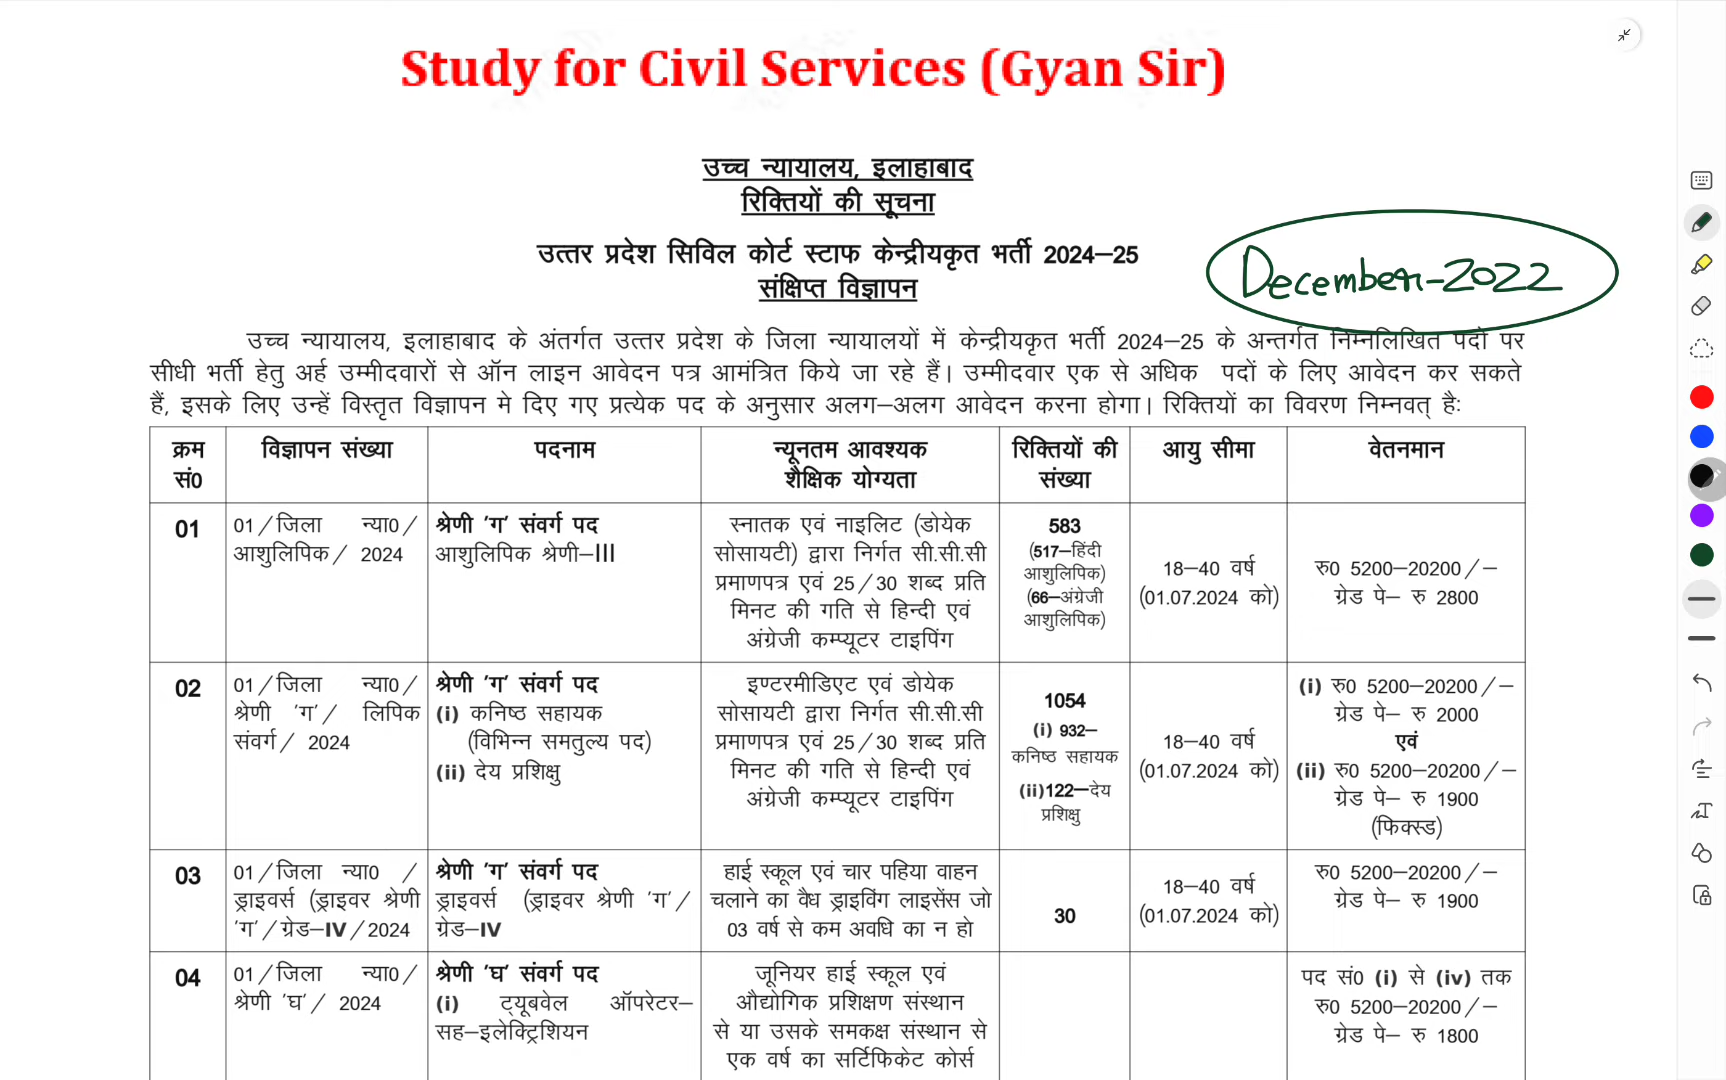 Study for Civil Services (Gyan Sir)
उच्च न्यायालय, इलाहाबाद
रिक्तियों की सूचना
उत्तर प्रदेश सिविल कोर्ट स्टाफ केन्द्रीयकृत भर्ती 2024–25
संक्षिप्त विज्ञापन
December-2022
उच्च न्यायालय, इलाहाबाद के अंतर्गत उत्तर प्रदेश के जिला न्यायालयों में केन्द्रीयकृत भर्ती 2024–25 के अन्तर्गत निम्नलिखित पदों पर
सीधी भर्ती हेतु अर्ह उम्मीदवारों से ऑन लाइन आवेदन पत्र आमंत्रित किये जा रहे हैं। उम्मीदवार एक से अधिक पदों के लिए आवेदन कर सकते
हैं, इसके लिए उन्हें विस्तृत विज्ञापन मे दिए गए प्रत्येक पद के अनुसार अलग–अलग आवेदन करना होगा। रिक्तियों का विवरण निम्नवत् है:
क्रम सं0
विज्ञापन संख्या
पदनाम
न्यूनतम आवश्यक
शैक्षिक योग्यता
रिक्तियों की
संख्या
आयु सीमा
वेतनमान
01
01/जिला न्या0/
आशुलिपिक/ 2024
श्रेणी 'ग' संवर्ग पद
आशुलिपिक श्रेणी–III
स्नातक एवं नाइलिट (डोयेक
सोसायटी) द्वारा निर्गत सी.सी.सी
प्रमाणपत्र एवं 25/30 शब्द प्रति
मिनट की गति से हिन्दी एवं
अंग्रेजी कम्प्यूटर टाइपिंग
583
(517–हिंदी
आशुलिपिक)
(66–अंग्रेजी
आशुलिपिक)
18–40 वर्ष
(01.07.2024 को)
रु0 5200–20200/–
ग्रेड पे– रु 2800
02
01/जिला न्या0/
श्रेणी 'ग'/ लिपिक
संवर्ग/ 2024
श्रेणी 'ग' संवर्ग पद
(i) कनिष्ठ सहायक
(विभिन्न समतुल्य पद)
(ii) देय प्रशिक्षु
इण्टरमीडिएट एवं डोयेक
सोसायटी द्वारा निर्गत सी.सी.सी
प्रमाणपत्र एवं 25/30 शब्द प्रति
मिनट की गति से हिन्दी एवं
अंग्रेजी कम्प्यूटर टाइपिंग
1054
(i) 932–
कनिष्ठ सहायक
(ii)122–देय
प्रशिक्षु
18–40 वर्ष
(01.07.2024 को)
(i) रु0 5200–20200/–
ग्रेड पे– रु 2000
एवं
(ii) रु0 5200–20200/–
ग्रेड पे– रु 1900
(फिक्स्ड)
03
01/जिला न्या0 /
ड्राइवर्स (ड्राइवर श्रेणी
'ग'/ग्रेड–IV/2024
श्रेणी 'ग' संवर्ग पद
ड्राइवर्स (ड्राइवर श्रेणी 'ग'/
ग्रेड–IV
हाई स्कूल एवं चार पहिया वाहन
चलाने का वैध ड्राइविंग लाइसेंस जो
03 वर्ष से कम अवधि का न हो
30
18–40 वर्ष
(01.07.2024 को)
रु0 5200–20200/–
ग्रेड पे– रु 1900
04
01/जिला न्या0/
श्रेणी 'घ'/ 2024
श्रेणी 'घ' संवर्ग पद
(i) ट्यूबवेल ऑपरेटर–
सह–इलेक्ट्रिशियन
जूनियर हाई स्कूल एवं
औद्योगिक प्रशिक्षण संस्थान
से या उसके समकक्ष संस्थान से
एक वर्ष का सर्टिफिकेट कोर्स
पद सं0 (i) से (iv) तक
रु0 5200–20200/–
ग्रेड पे– रु 1800